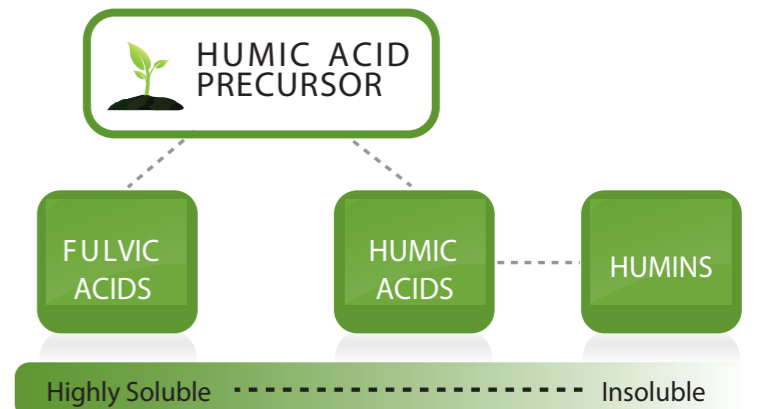 HUMIC ACID
PRECURSOR
FULVIC
ACIDS
HUMIC
ACIDS
HUMINS
Highly Soluble ---------------------------- Insoluble